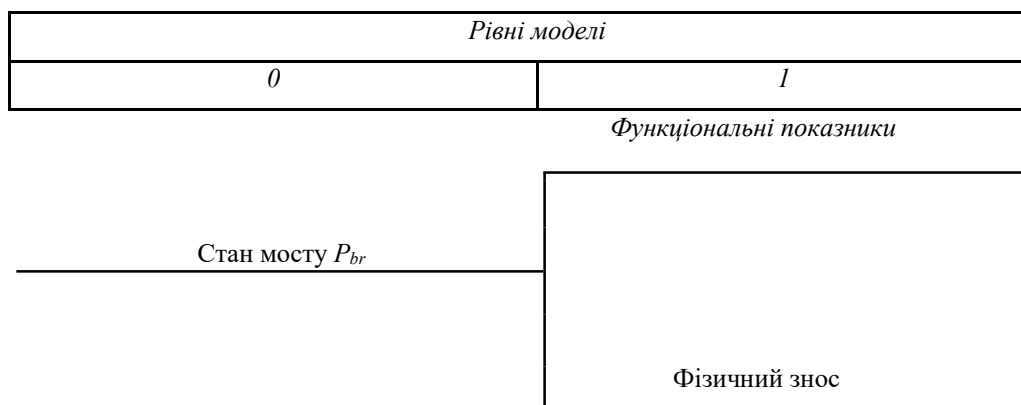 Рівні моделі
0 1
Функціональні показники
Стан мосту Pbr
Фізичний знос